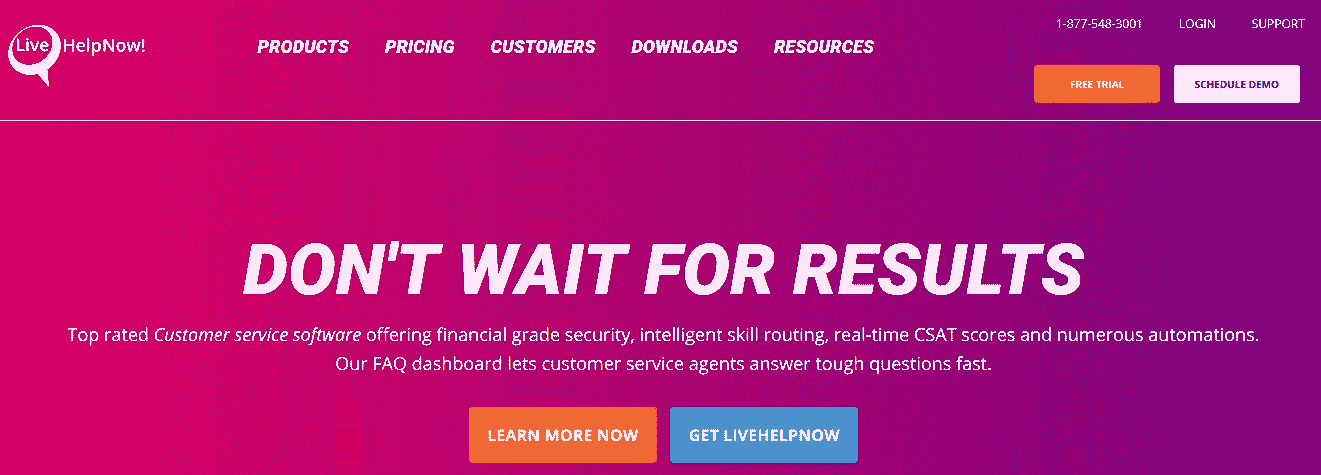 1-877-548-3001 LOGIN SUPPORT
Live HelpNow!
PRODUCTS PRICING CUSTOMERS DOWNLOADS RESOURCES
FREE TRIAL SCHEDULE DEMO
DON'T WAIT FOR RESULTS
Top rated Customer service software offering financial grade security, intelligent skill routing, real-time CSAT scores and numerous automations.
Our FAQ dashboard lets customer service agents answer tough questions fast.
LEARN MORE NOW GET LIVEHELPNOW